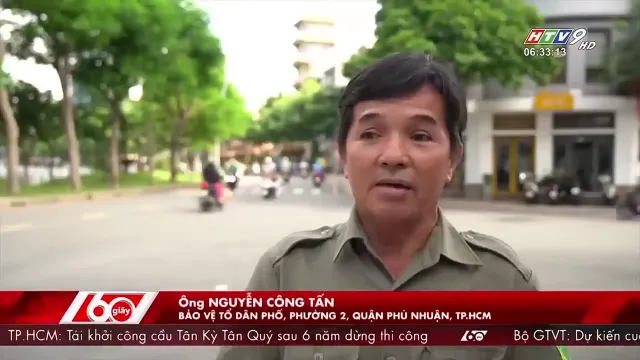 HTV9 HD
06:33:13
60 giây
Ông NGUYỄN CÔNG TẤN
BẢO VỆ TỔ DÂN PHỐ, PHƯỜNG 2, QUẬN PHÚ NHUẬN, TP.HCM
TP.HCM: Tái khởi công cầu Tân Kỳ Tân Quý sau 6 năm dừng thi công 60 Bộ GTVT: Dự kiến cu